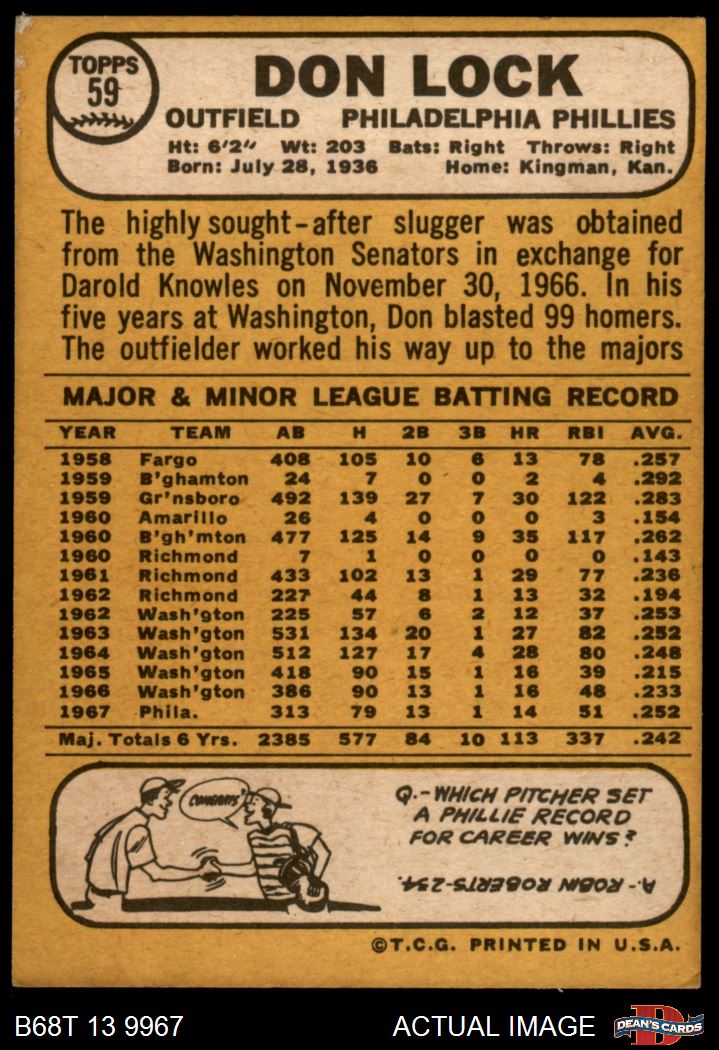 TOPPS
59
DON LOCK
OUTFIELD PHILADELPHIA PHILLIES
Ht: 6'2" Wt: 203 Bats: Right Throws: Right
Born: July 28, 1936 Home: Kingman, Kan.
The highly sought-after slugger was obtained
from the Washington Senators in exchange for
Darold Knowles on November 30, 1966. In his
five years at Washington, Don blasted 99 homers.
The outfielder worked his way up to the majors
MAJOR & MINOR LEAGUE BATTING RECORD
YEAR TEAM AB H 2B 3B HR RBI AVG.
1958 Fargo 408 105 10 6 13 78 .257
1959 B'ghamton 24 7 0 0 2 4 .292
1959 Gr'nsboro 492 139 27 7 30 122 .283
1960 Amarillo 26 4 0 0 0 3 .154
1960 B'gh'mton 477 125 14 9 35 117 .262
1960 Richmond 7 1 0 0 0 0 .143
1961 Richmond 433 102 13 1 29 77 .236
1962 Richmond 227 44 8 1 13 32 .194
1962 Wash'gton 225 57 6 2 12 37 .253
1963 Wash'gton 531 134 20 1 27 82 .252
1964 Wash'gton 512 127 17 4 28 80 .248
1965 Wash'gton 418 90 15 1 16 39 .215
1966 Wash'gton 386 90 13 1 16 48 .233
1967 Phila. 313 79 13 1 14 51 .252
Maj. Totals 6 Yrs. 2385 577 84 10 113 337 .242
CONGRATS
Q.-WHICH PITCHER SET
A PHILLIE RECORD
FOR CAREER WINS?
A.- ROBIN ROBERTS-234.
©T.C.G. PRINTED IN U.S.A.
B68T 13 9967 ACTUAL IMAGE
D
DEAN'S CARDS